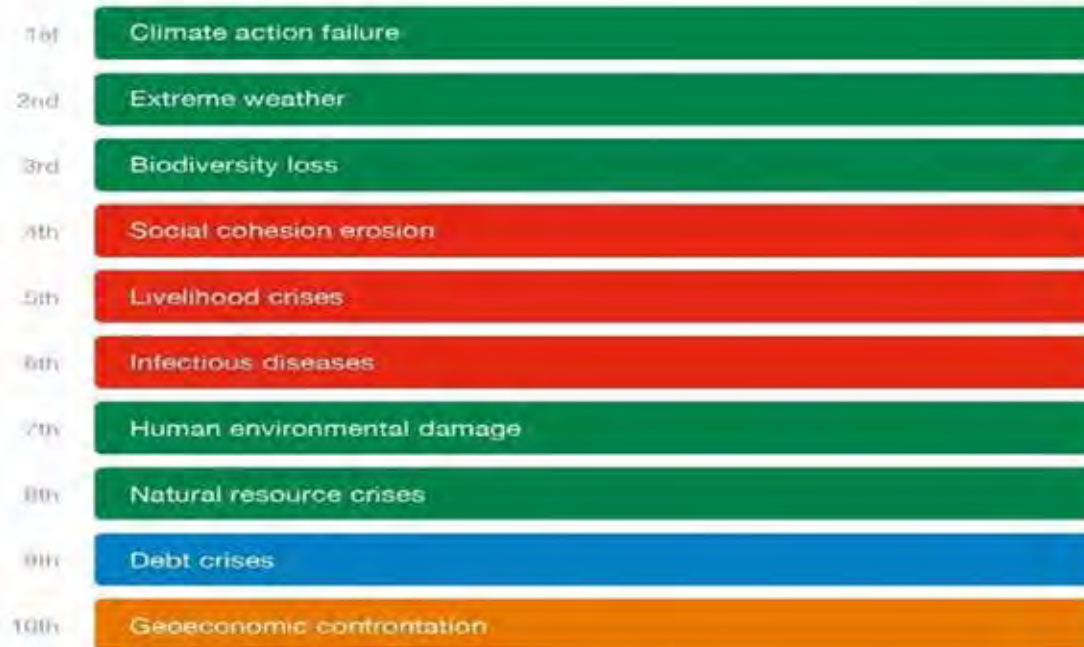 1st Climate action failure
2nd Extreme weather
3rd Biodiversity loss
4th Social cohesion erosion
5th Livelihood crises
6th Infectious diseases
7th Human environmental damage
8th Natural resource crises
9th Debt crises
10th Geoeconomic confrontation